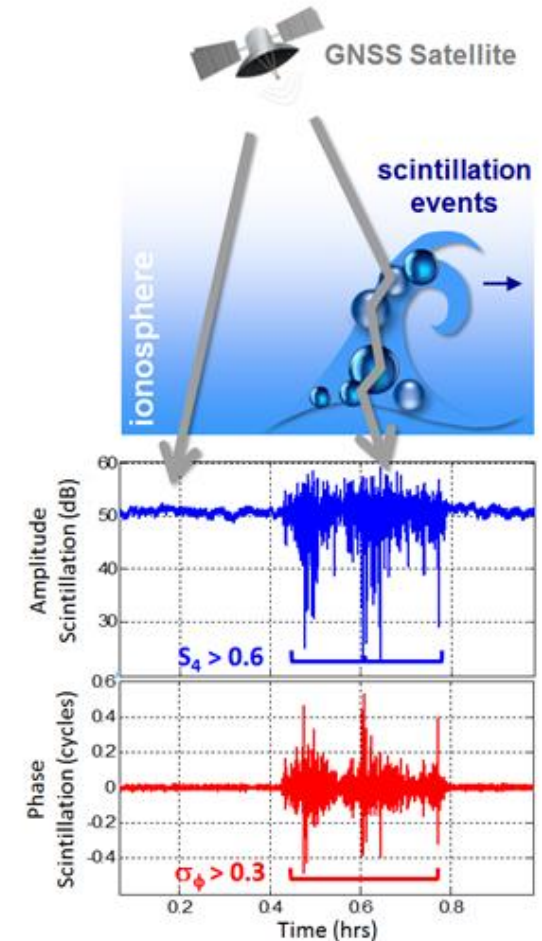 GNSS Satellite
scintillation
events
ionosphere
Amplitude
Scintillation (dB)
60
50
40
30
S₄ > 0.6
Phase
Scintillation (cycles)
0.6
0.4
0.2
0
-0.2
-0.4
σϕ > 0.3
0.2
0.4
0.6
0.8
Time (hrs)